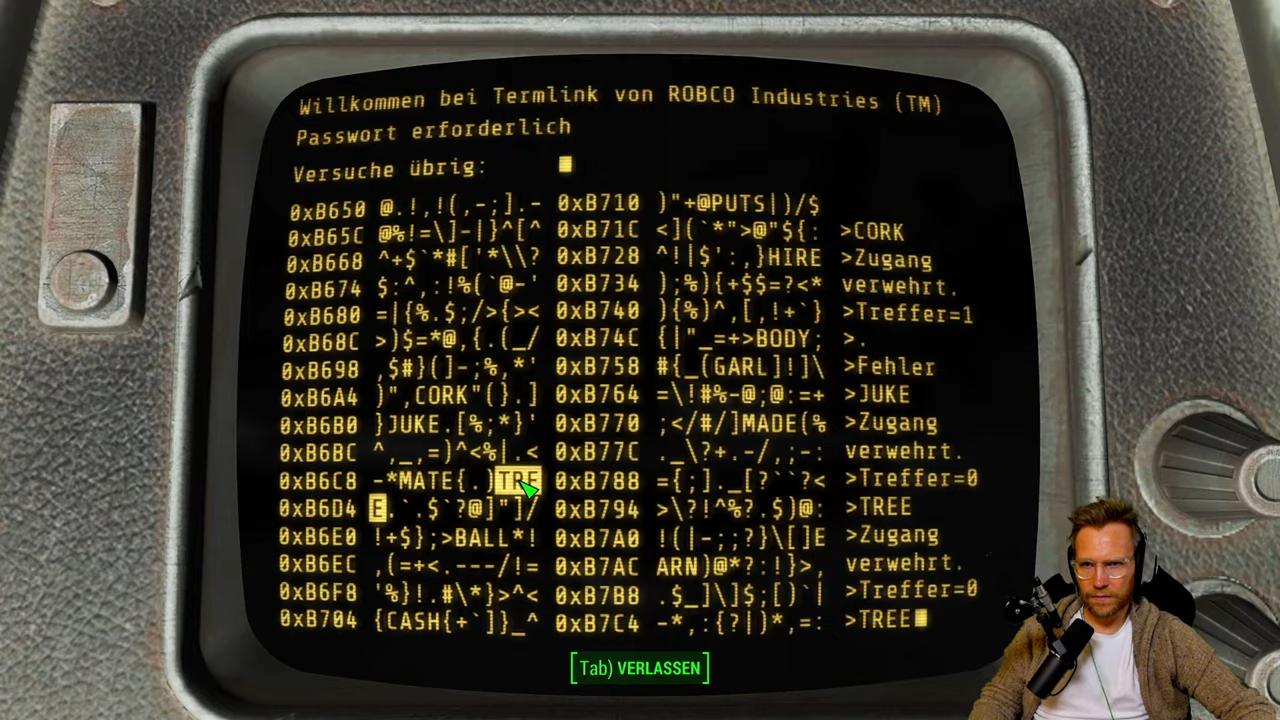 Willkommen bei Termlink von ROBCO Industries (TM)
Passwort erforderlich
Versuche übrig:
0xB650 @.!,!(,-;].- 0xB710 )"+@PUTS|)/$
0xB65C @%!=\]-|}^[^ 0xB71C <](`*">@"${: >CORK
0xB668 ^+$`*#['*\\? 0xB728 ^!|$':,}HIRE >Zugang
0xB674 $:^,:!%(`@-' 0xB734 );%){+$$=?<* verwehrt.
0xB680 =|{%.$;/>{>< 0xB740 ){%)^,[,!+`} >Treffer=1
0xB68C >)$=*@,{.(_/ 0xB74C {|"_=+>BODY; >.
0xB698 ,$#}(]-;%,*' 0xB758 #{_(GARL]!]\ >Fehler
0xB6A4 )",CORK"(}.] 0xB764 =\!#%-@;@:=+ >JUKE
0xB6B0 }JUKE.[%;*}' 0xB770 ;</#/]MADE(% >Zugang
0xB6BC ^,_,=)^<%|.< 0xB77C ._\?+.-/,;-: verwehrt.
0xB6C8 -*MATE{.)TRE 0xB788 ={;]._[?``?< >Treffer=0
0xB6D4 E.`.$`?@]"]/ 0xB794 >\?!^%?.$)@: >TREE
0xB6E0 !+$};>BALL*! 0xB7A0 !(|-;;?}\[]E >Zugang
0xB6EC ,(=+<.---/!= 0xB7AC ARN)@*?:!}>, verwehrt.
0xB6F8 '%}!.#\*}>^< 0xB7B8 .$_]\]$;[)`| >Treffer=0
0xB704 {CASH{+`]}_^ 0xB7C4 -*,:{?|)*,=: >TREE
[Tab) VERLASSEN]